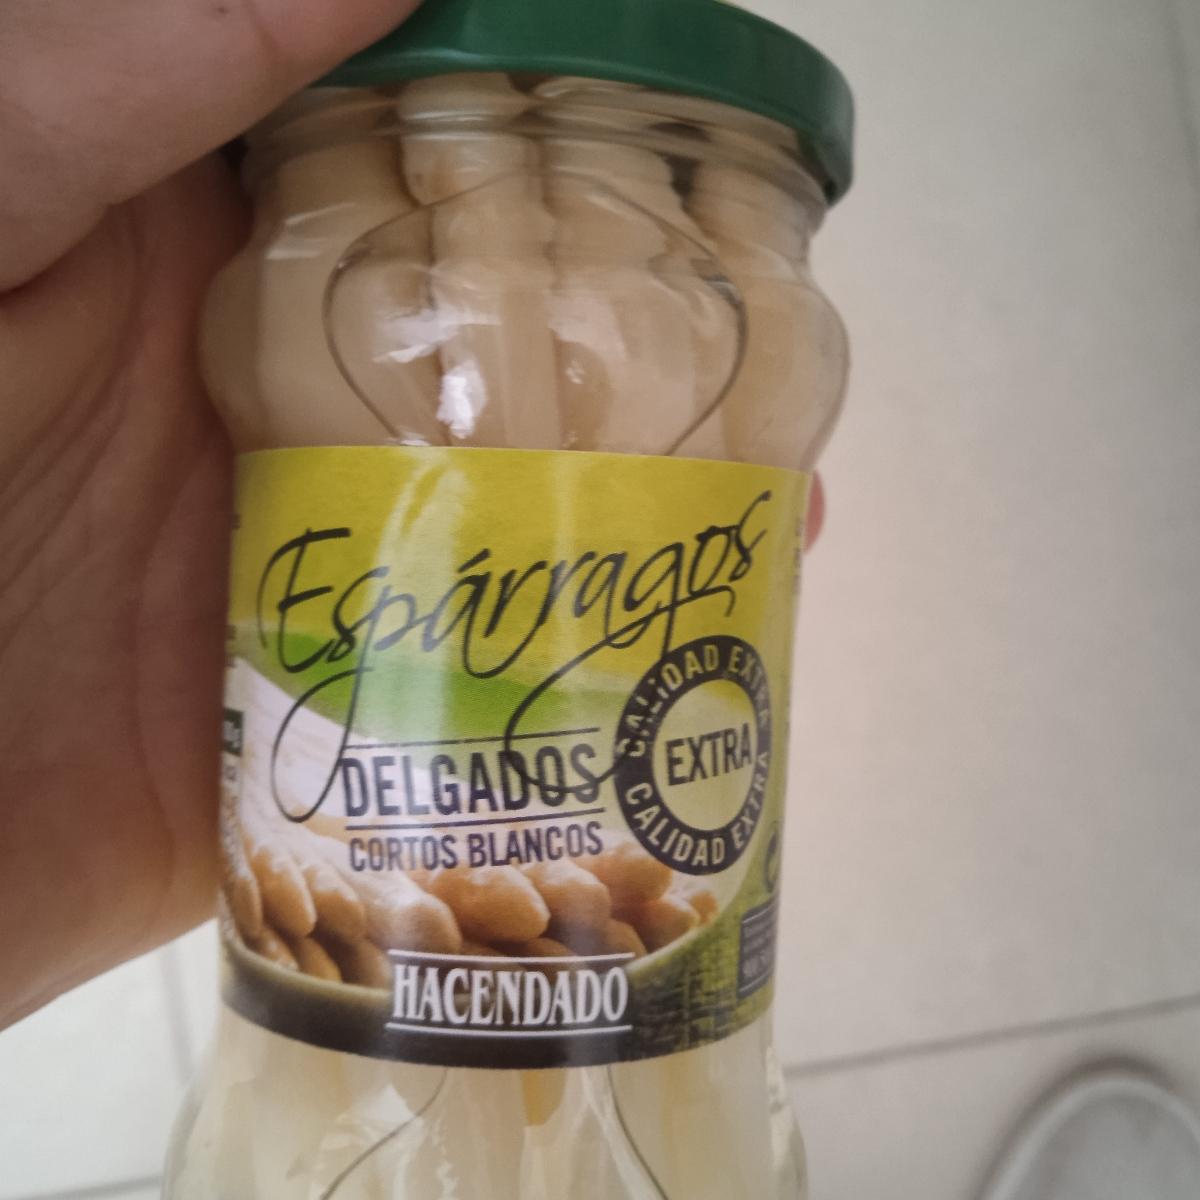 Espárragos
DELGADOS
CORTOS BLANCOS
CALIDAD EXTRA
EXTRA
CALIDAD EXTRA
HACENDADO